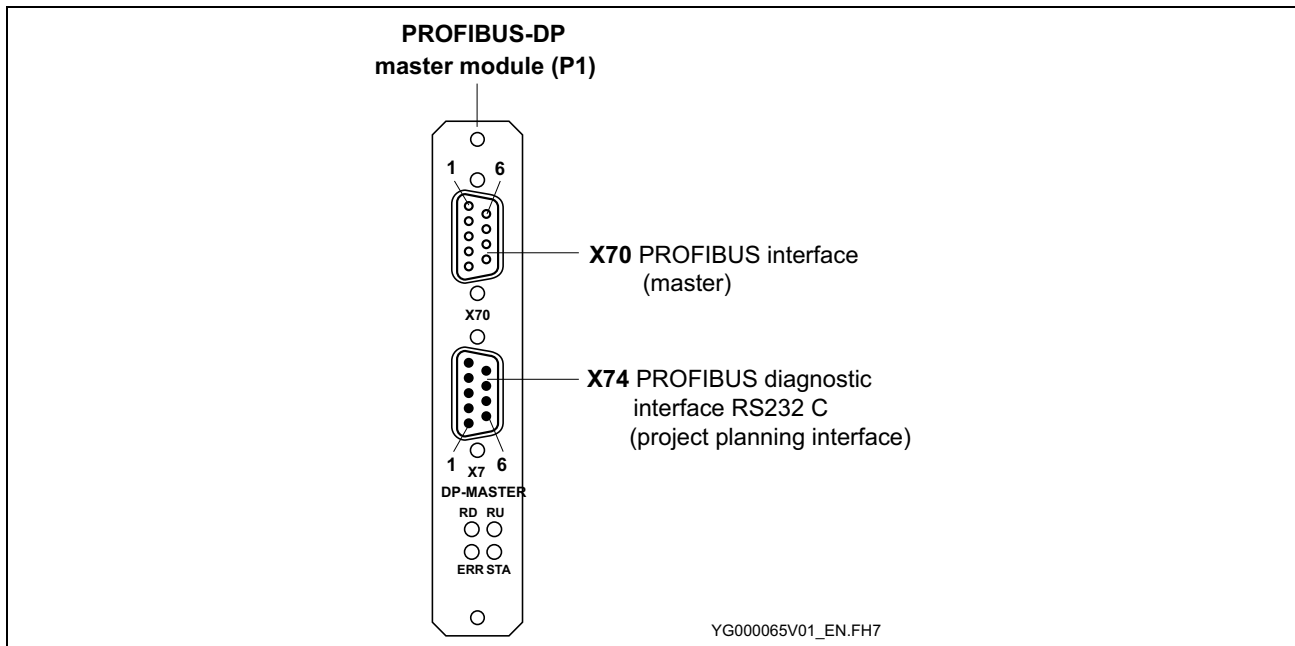 PROFIBUS-DP
master module (P1)
1 6
X70 PROFIBUS interface
(master)
X70
X74 PROFIBUS diagnostic
interface RS232 C
(project planning interface)
1 X7 6
DP-MASTER
RD RU
ERR STA
YG000065V01_EN.FH7